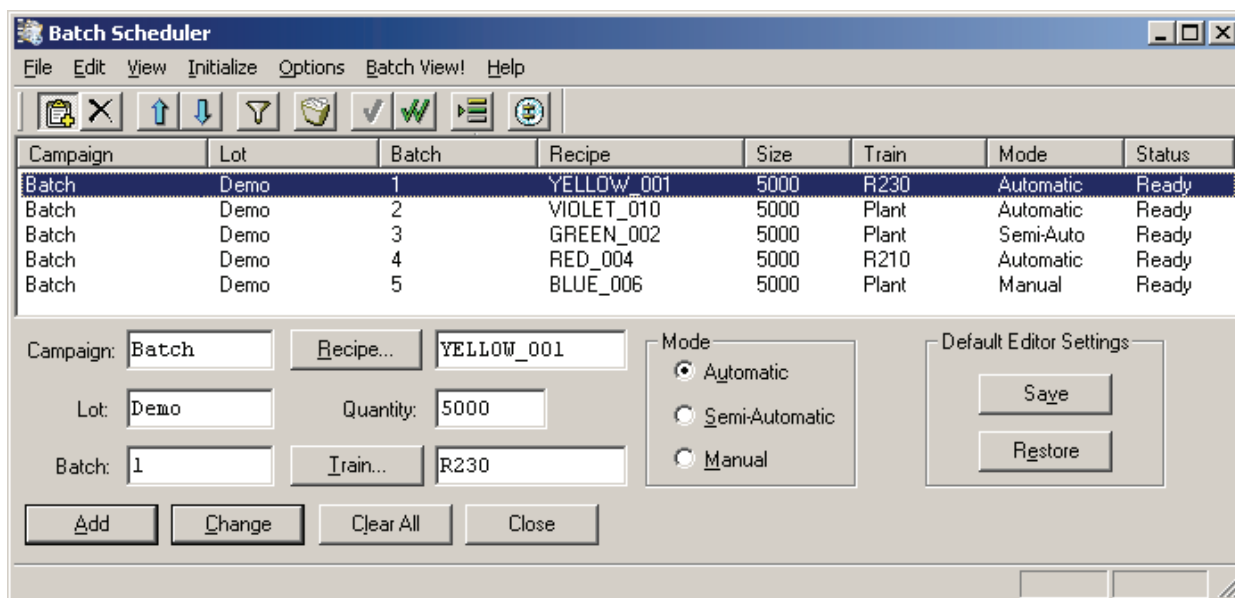 Batch Scheduler
File Edit View Initialize Options Batch View! Help
Campaign Lot Batch Recipe Size Train Mode Status
Batch Demo 1 YELLOW_001 5000 R230 Automatic Ready
Batch Demo 2 VIOLET_010 5000 Plant Automatic Ready
Batch Demo 3 GREEN_002 5000 Plant Semi-Auto Ready
Batch Demo 4 RED_004 5000 R210 Automatic Ready
Batch Demo 5 BLUE_006 5000 Plant Manual Ready
Campaign: Batch Recipe... YELLOW_001 Mode Default Editor Settings
Automatic
Save
Lot: Demo Quantity: 5000 Semi-Automatic
Batch: 1 Train... R230 Manual Restore
Add Change Clear All Close